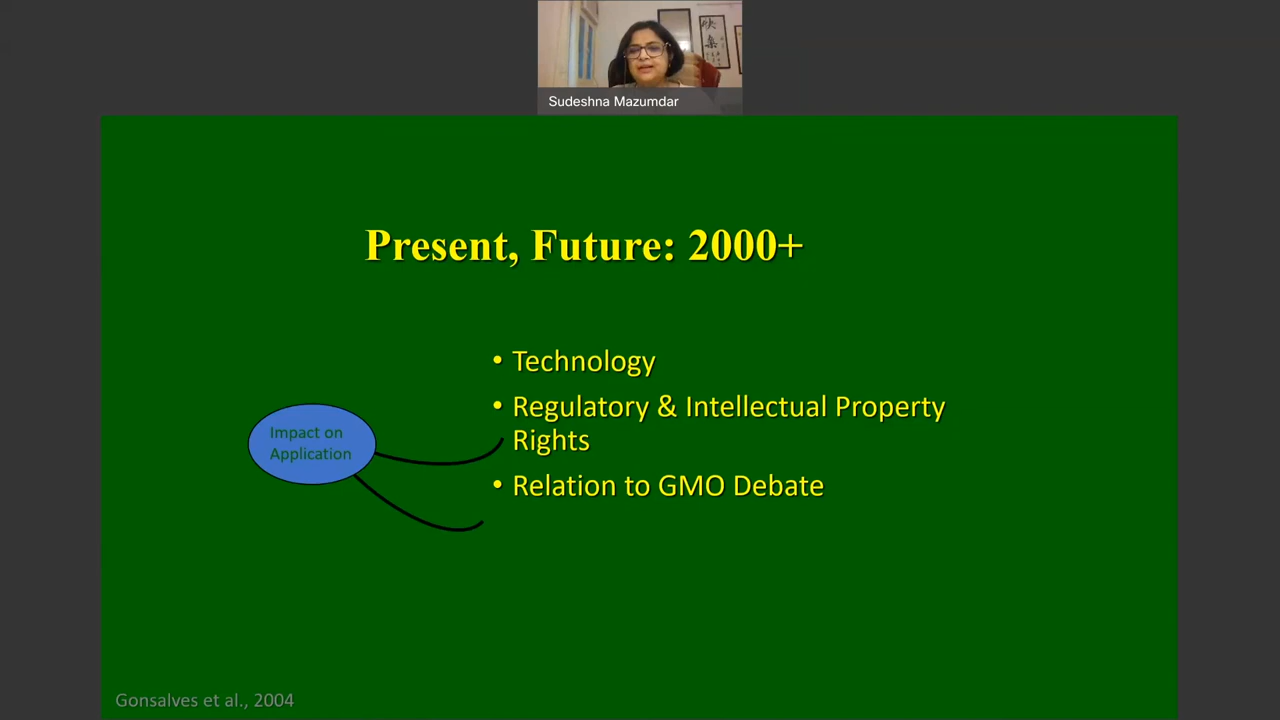 Sudeshna Mazumdar
Present, Future: 2000+
• Technology
• Regulatory & Intellectual Property
Rights
• Relation to GMO Debate
Impact on
Application
Gonsalves et al., 2004